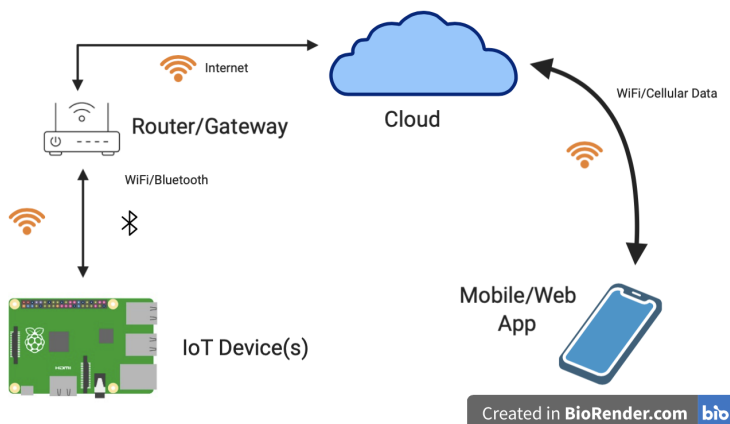 Internet
Cloud
WiFi/Cellular Data
Router/Gateway
WiFi/Bluetooth
IoT Device(s)
HDMI
Mobile/Web
App
Created in BioRender.com bio